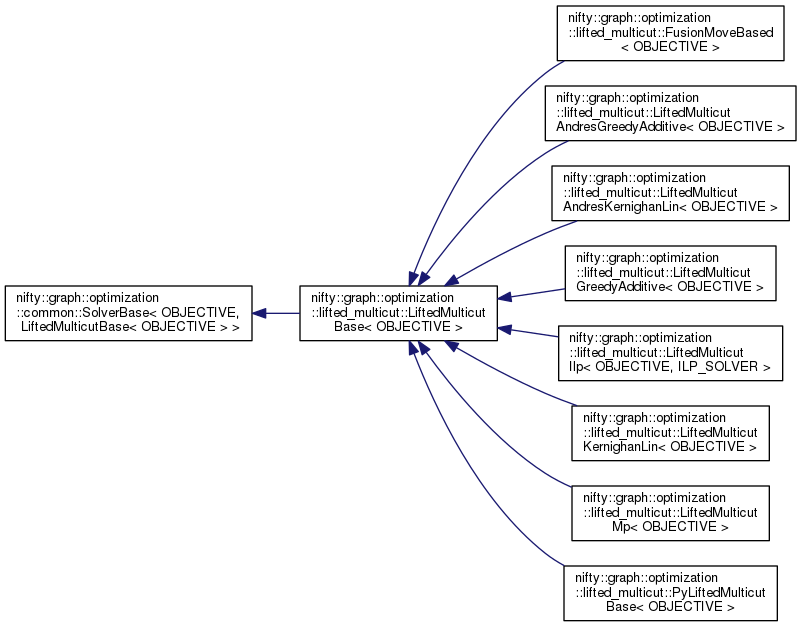 nifty::graph::optimization
::lifted_multicut::FusionMoveBased
< OBJECTIVE >
nifty::graph::optimization
::lifted_multicut::LiftedMulticut
AndresGreedyAdditive< OBJECTIVE >
nifty::graph::optimization
::lifted_multicut::LiftedMulticut
AndresKernighanLin< OBJECTIVE >
nifty::graph::optimization
::lifted_multicut::LiftedMulticut
GreedyAdditive< OBJECTIVE >
nifty::graph::optimization
::common::SolverBase< OBJECTIVE,
LiftedMulticutBase< OBJECTIVE > >
nifty::graph::optimization
::lifted_multicut::LiftedMulticut
Base< OBJECTIVE >
nifty::graph::optimization
::lifted_multicut::LiftedMulticut
Ilp< OBJECTIVE, ILP_SOLVER >
nifty::graph::optimization
::lifted_multicut::LiftedMulticut
KernighanLin< OBJECTIVE >
nifty::graph::optimization
::lifted_multicut::LiftedMulticut
Mp< OBJECTIVE >
nifty::graph::optimization
::lifted_multicut::PyLiftedMulticut
Base< OBJECTIVE >